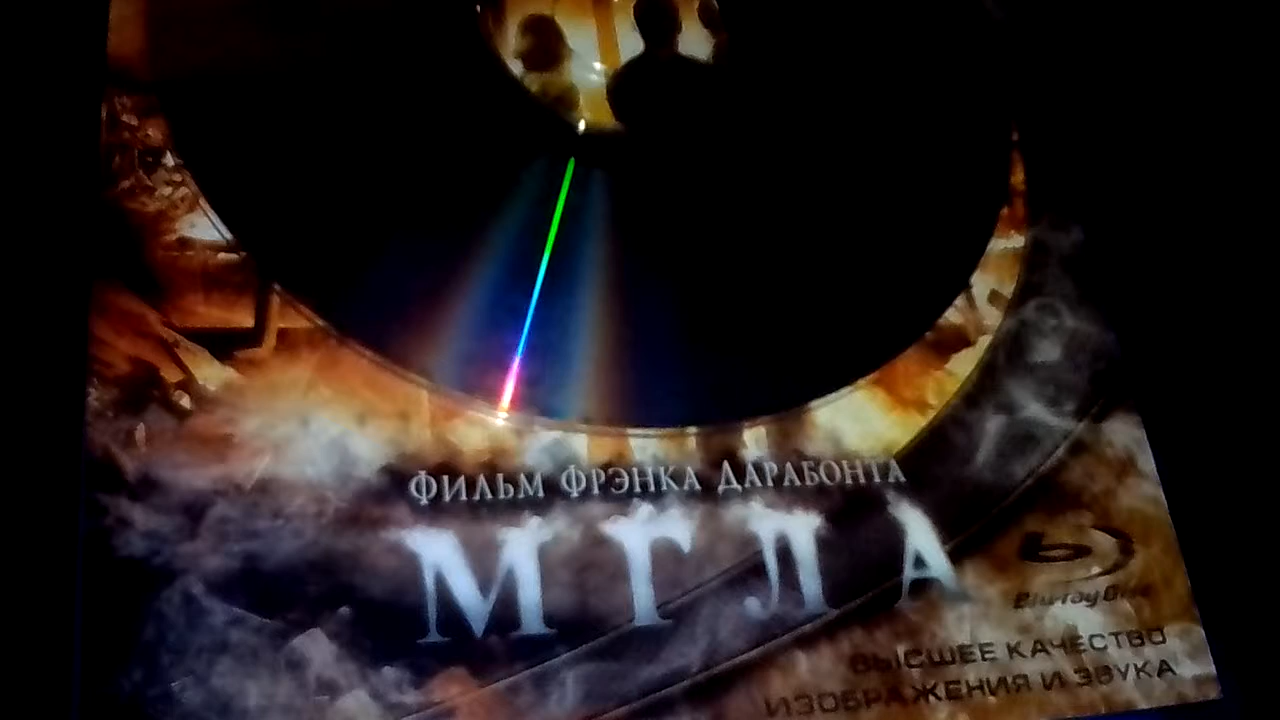 ФИЛЬМ ФРЭНКА ДАРАБОНТА
МГЛА
Blu-ray Disc
ВЫСШЕЕ КАЧЕСТВО
ИЗОБРАЖЕНИЯ И ЗВУКА